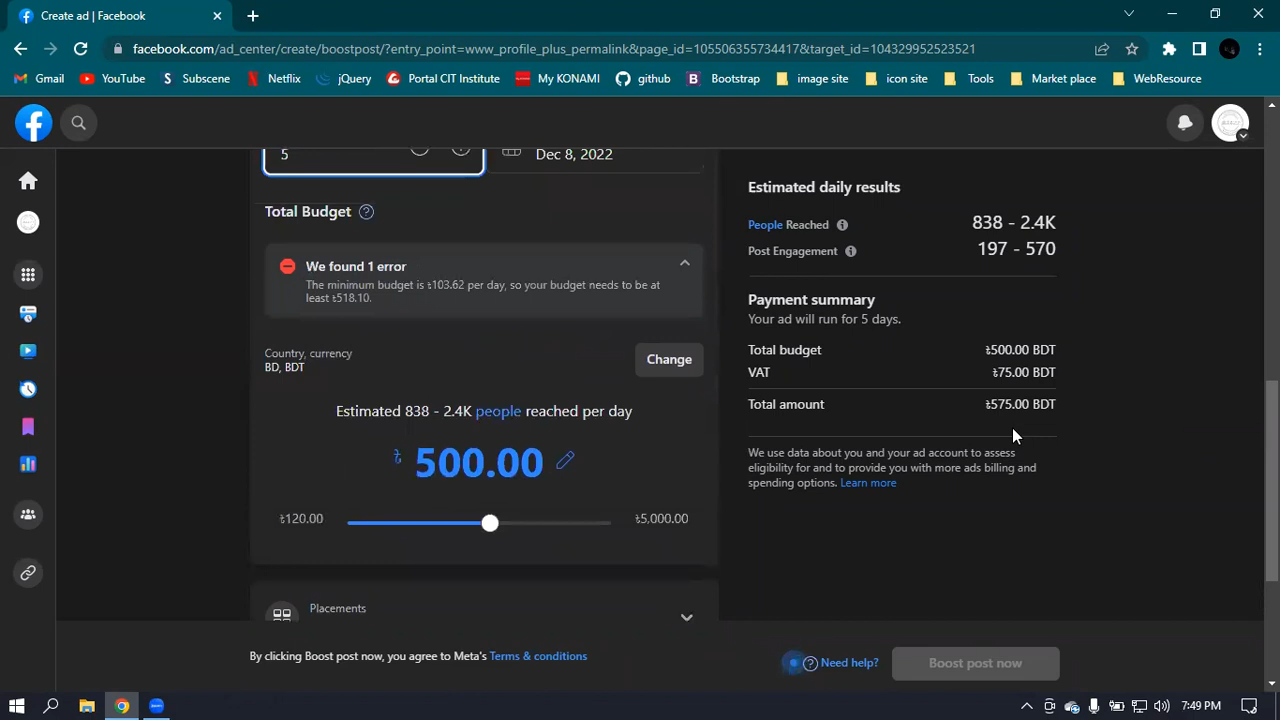 Create ad | Facebook
facebook.com/ad_center/create/boostpost/?entry_point=www_profile_plus_permalink&page_id=105506355734417&target_id=104329952523521
Gmail YouTube Subscene Netflix jQuery Portal CIT Institute My KONAMI github Bootstrap image site icon site Tools Market place WebResource
5 Dec 8, 2022
Total Budget
We found 1 error
The minimum budget is ৳103.62 per day, so your budget needs to be at
least ৳518.10.
Country, currency
BD, BDT
Change
Estimated 838 - 2.4K people reached per day
৳ 500.00
৳120.00 ৳5,000.00
Placements
Estimated daily results
People Reached 838 - 2.4K
Post Engagement 197 - 570
Payment summary
Your ad will run for 5 days.
Total budget ৳500.00 BDT
VAT ৳75.00 BDT
Total amount ৳575.00 BDT
We use data about you and your ad account to assess
eligibility for and to provide you with more ads billing and
spending options. Learn more
By clicking Boost post now, you agree to Meta's Terms & conditions
Need help? Boost post now
7:49 PM